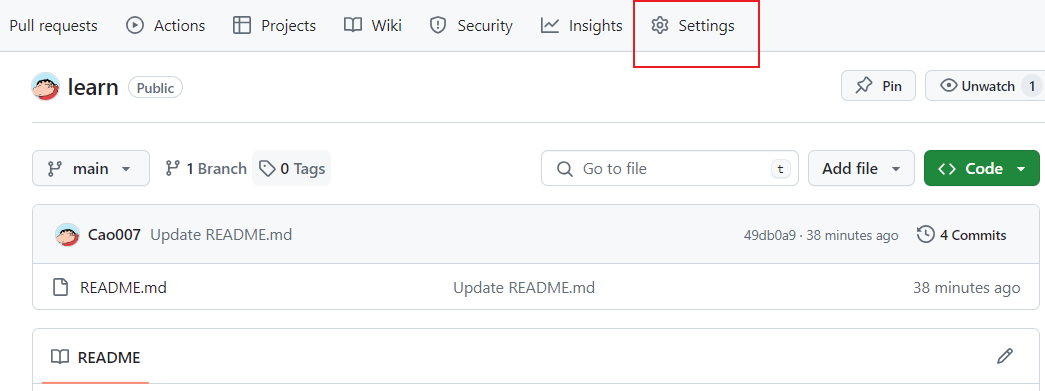 Pull requests Actions Projects Wiki Security Insights Settings
learn Public Pin Unwatch 1
main 1 Branch 0 Tags Go to file t Add file Code
Cao007 Update README.md 49db0a9 · 38 minutes ago 4 Commits
README.md Update README.md 38 minutes ago
README